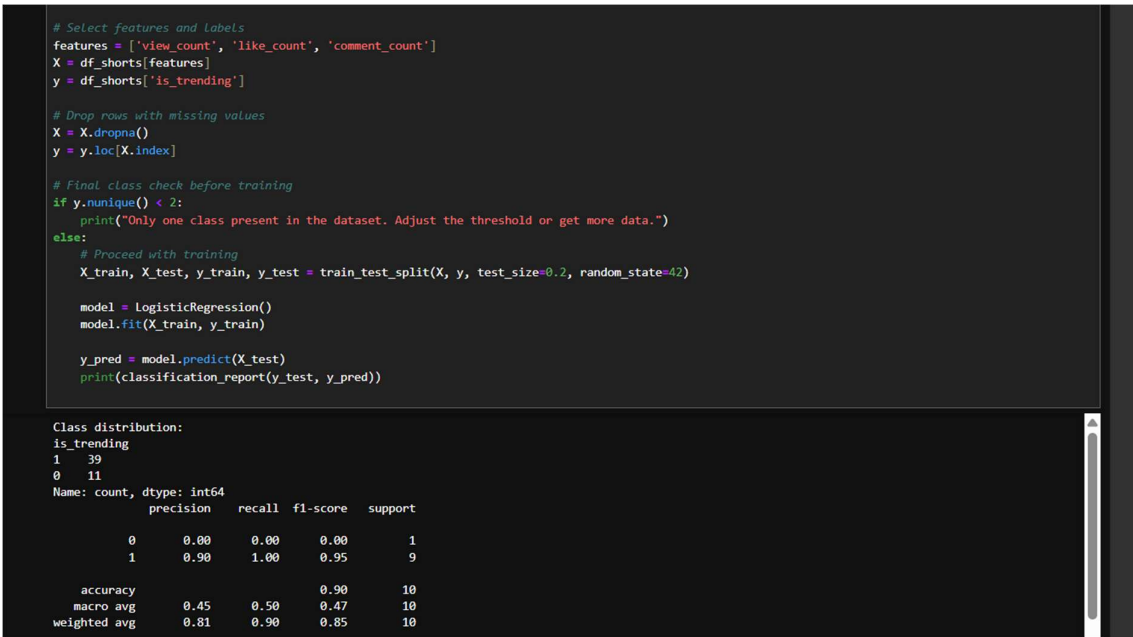 # Select features and labels
features = ['view_count', 'like_count', 'comment_count']
X = df_shorts[features]
y = df_shorts['is_trending']
# Drop rows with missing values
X = X.dropna()
y = y.loc[X.index]
# Final class check before training
if y.nunique() < 2:
    print("Only one class present in the dataset. Adjust the threshold or get more data.")
else:
    # Proceed with training
    X_train, X_test, y_train, y_test = train_test_split(X, y, test_size=0.2, random_state=42)
    model = LogisticRegression()
    model.fit(X_train, y_train)
    y_pred = model.predict(X_test)
    print(classification_report(y_test, y_pred))
Class distribution:
is_trending
1    39
0    11
Name: count, dtype: int64
              precision    recall  f1-score   support
           0       0.00      0.00      0.00         1
           1       0.90      1.00      0.95         9
    accuracy                           0.90        10
   macro avg       0.45      0.50      0.47        10
weighted avg       0.81      0.90      0.85        10